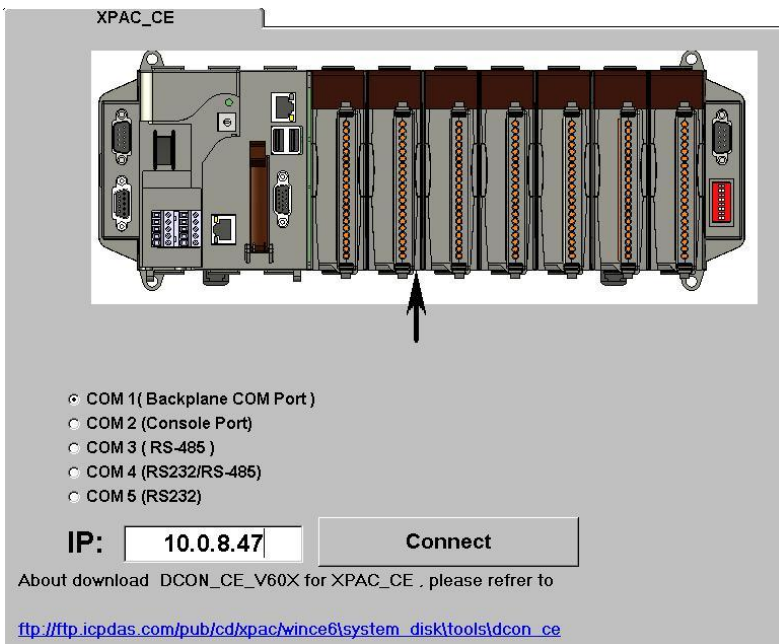 XPAC_CE
COM 1( Backplane COM Port )
COM 2 (Console Port)
COM 3 ( RS-485 )
COM 4 (RS232/RS-485)
COM 5 (RS232)
IP: 10.0.8.47 Connect
About download DCON_CE_V60X for XPAC_CE , please refrer to
ftp://ftp.icpdas.com/pub/cd/xpac/wince6\system_disk\tools\dcon_ce